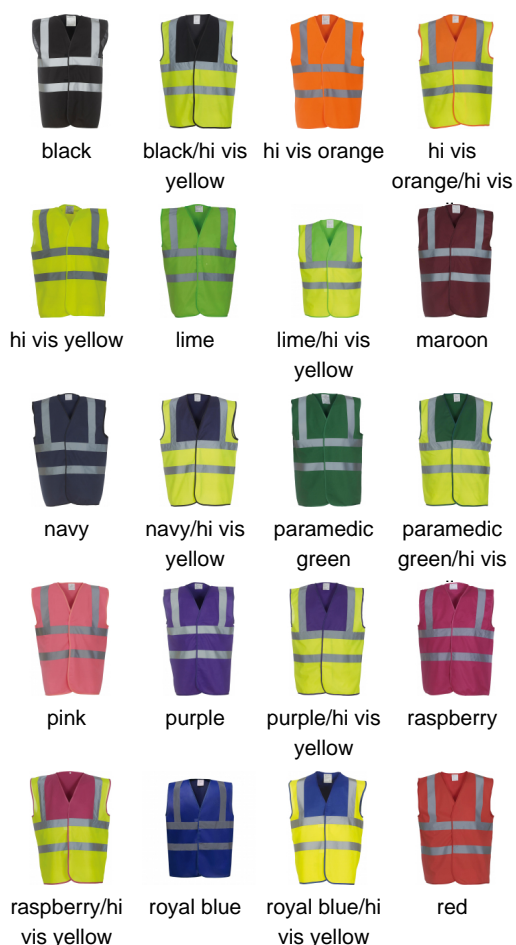 black
black/hi vis
yellow
hi vis orange
hi vis
orange/hi vis
hi vis yellow
lime
lime/hi vis
yellow
maroon
navy
navy/hi vis
yellow
paramedic
green
paramedic
green/hi vis
pink
purple
purple/hi vis
yellow
raspberry
raspberry/hi
vis yellow
royal blue
royal blue/hi
vis yellow
red